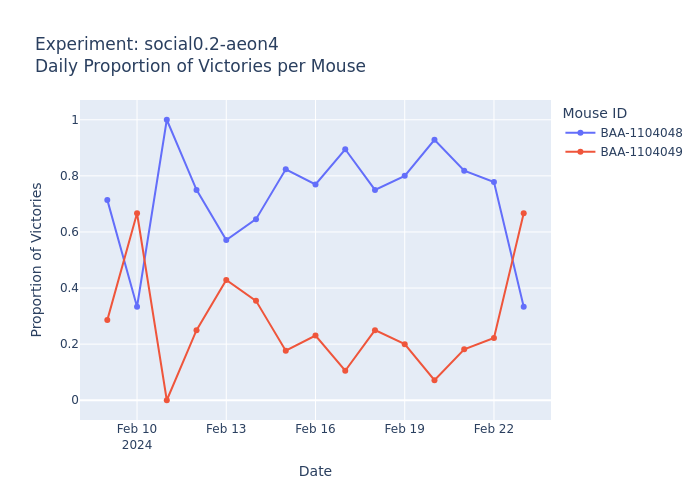 Experiment: social0.2-aeon4
Daily Proportion of Victories per Mouse
Mouse ID
BAA-1104048
BAA-1104049
Proportion of Victories
1
0.8
0.6
0.4
0.2
0
Feb 10
2024
Feb 13
Feb 16
Feb 19
Feb 22
Date